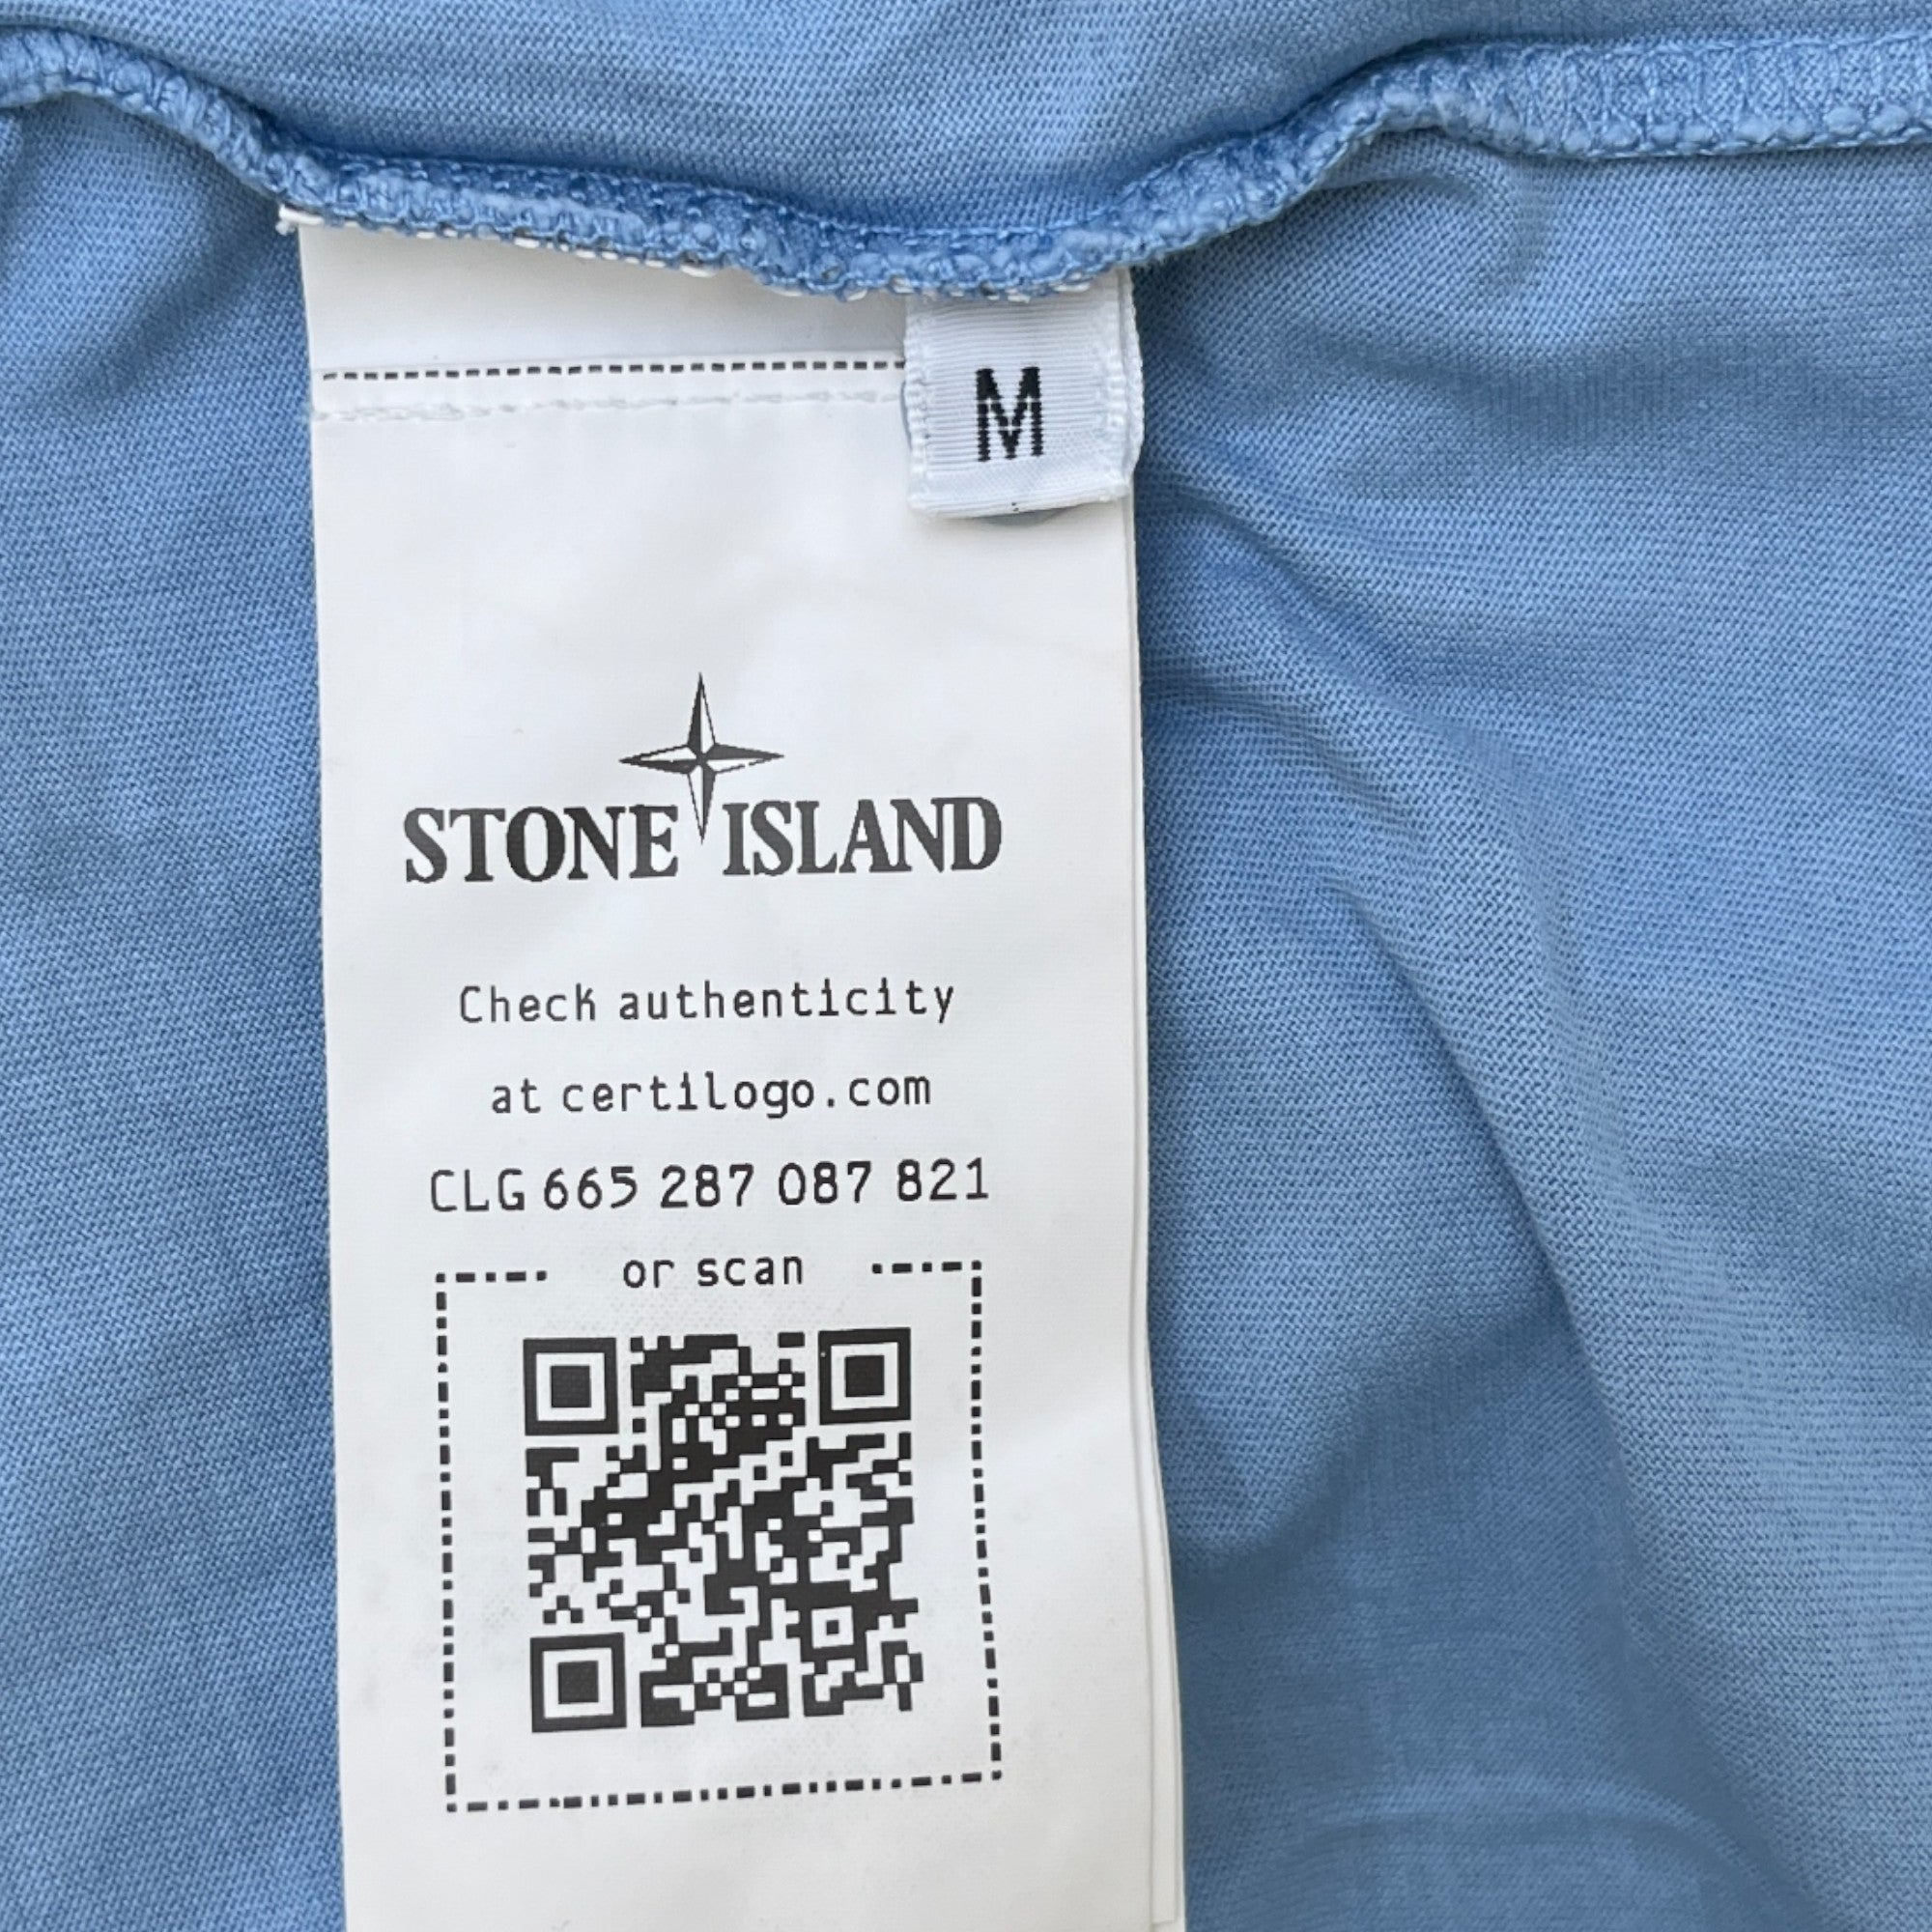 M
STONE ISLAND
Check authenticity
at certilogo.com
CLG 665 287 087 821
or scan